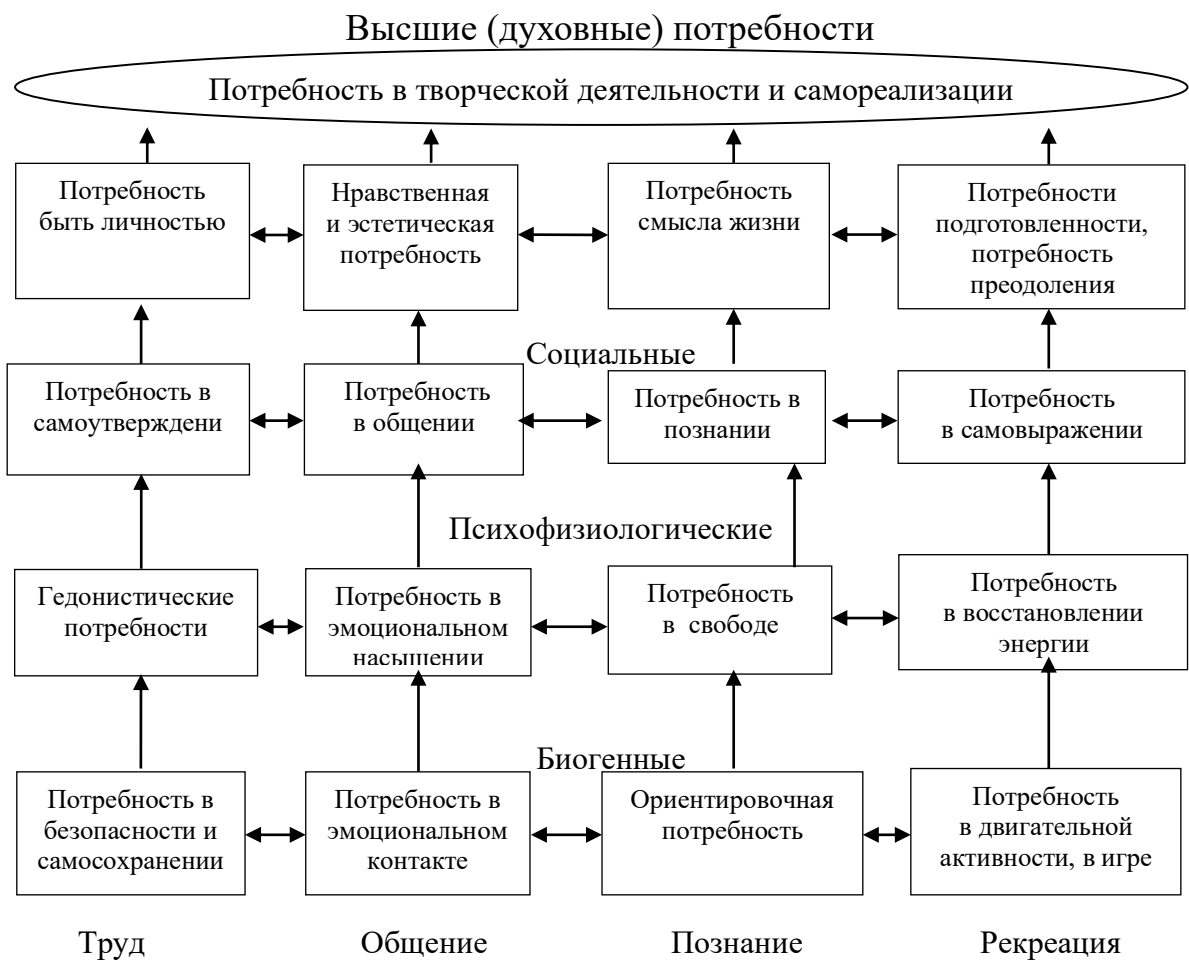 Высшие (духовные) потребности
Потребность в творческой деятельности и самореализации
Потребность
быть личностью
Нравственная
и эстетическая
потребность
Потребность
смысла жизни
Потребности
подготовленности,
потребность
преодоления
Социальные
Потребность в
самоутверждени
Потребность
в общении
Потребность в
познании
Потребность
в самовыражении
Психофизиологические
Гедонистические
потребности
Потребность в
эмоциональном
насыщении
Потребность
в свободе
Потребность
в восстановлении
энергии
Биогенные
Потребность в
безопасности и
самосохранении
Потребность в
эмоциональном
контакте
Ориентировочная
потребность
Потребность
в двигательной
активности, в игре
Труд
Общение
Познание
Рекреация